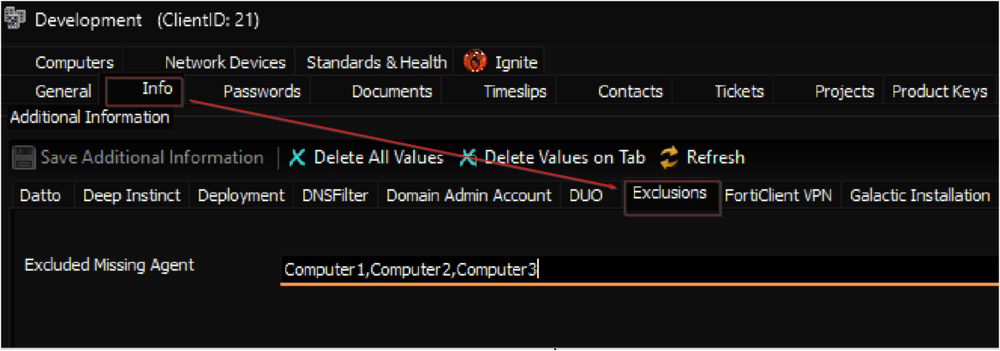 Development (ClientID: 21)
Computers Network Devices Standards & Health Ignite
General Info Passwords Documents Timeslips Contacts Tickets Projects Product Keys
Additional Information
Save Additional Information Delete All Values Delete Values on Tab Refresh
Datto Deep Instinct Deployment DNSFilter Domain Admin Account DUO Exclusions FortiClient VPN Galactic Installation
Excluded Missing Agent Computer1,Computer2,Computer3